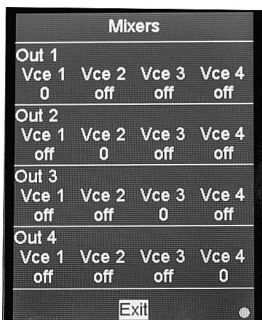 Mixers
Out 1
Vce 1 Vce 2 Vce 3 Vce 4
0 off off off
Out 2
Vce 1 Vce 2 Vce 3 Vce 4
off 0 off off
Out 3
Vce 1 Vce 2 Vce 3 Vce 4
off off 0 off
Out 4
Vce 1 Vce 2 Vce 3 Vce 4
off off off 0
Exit